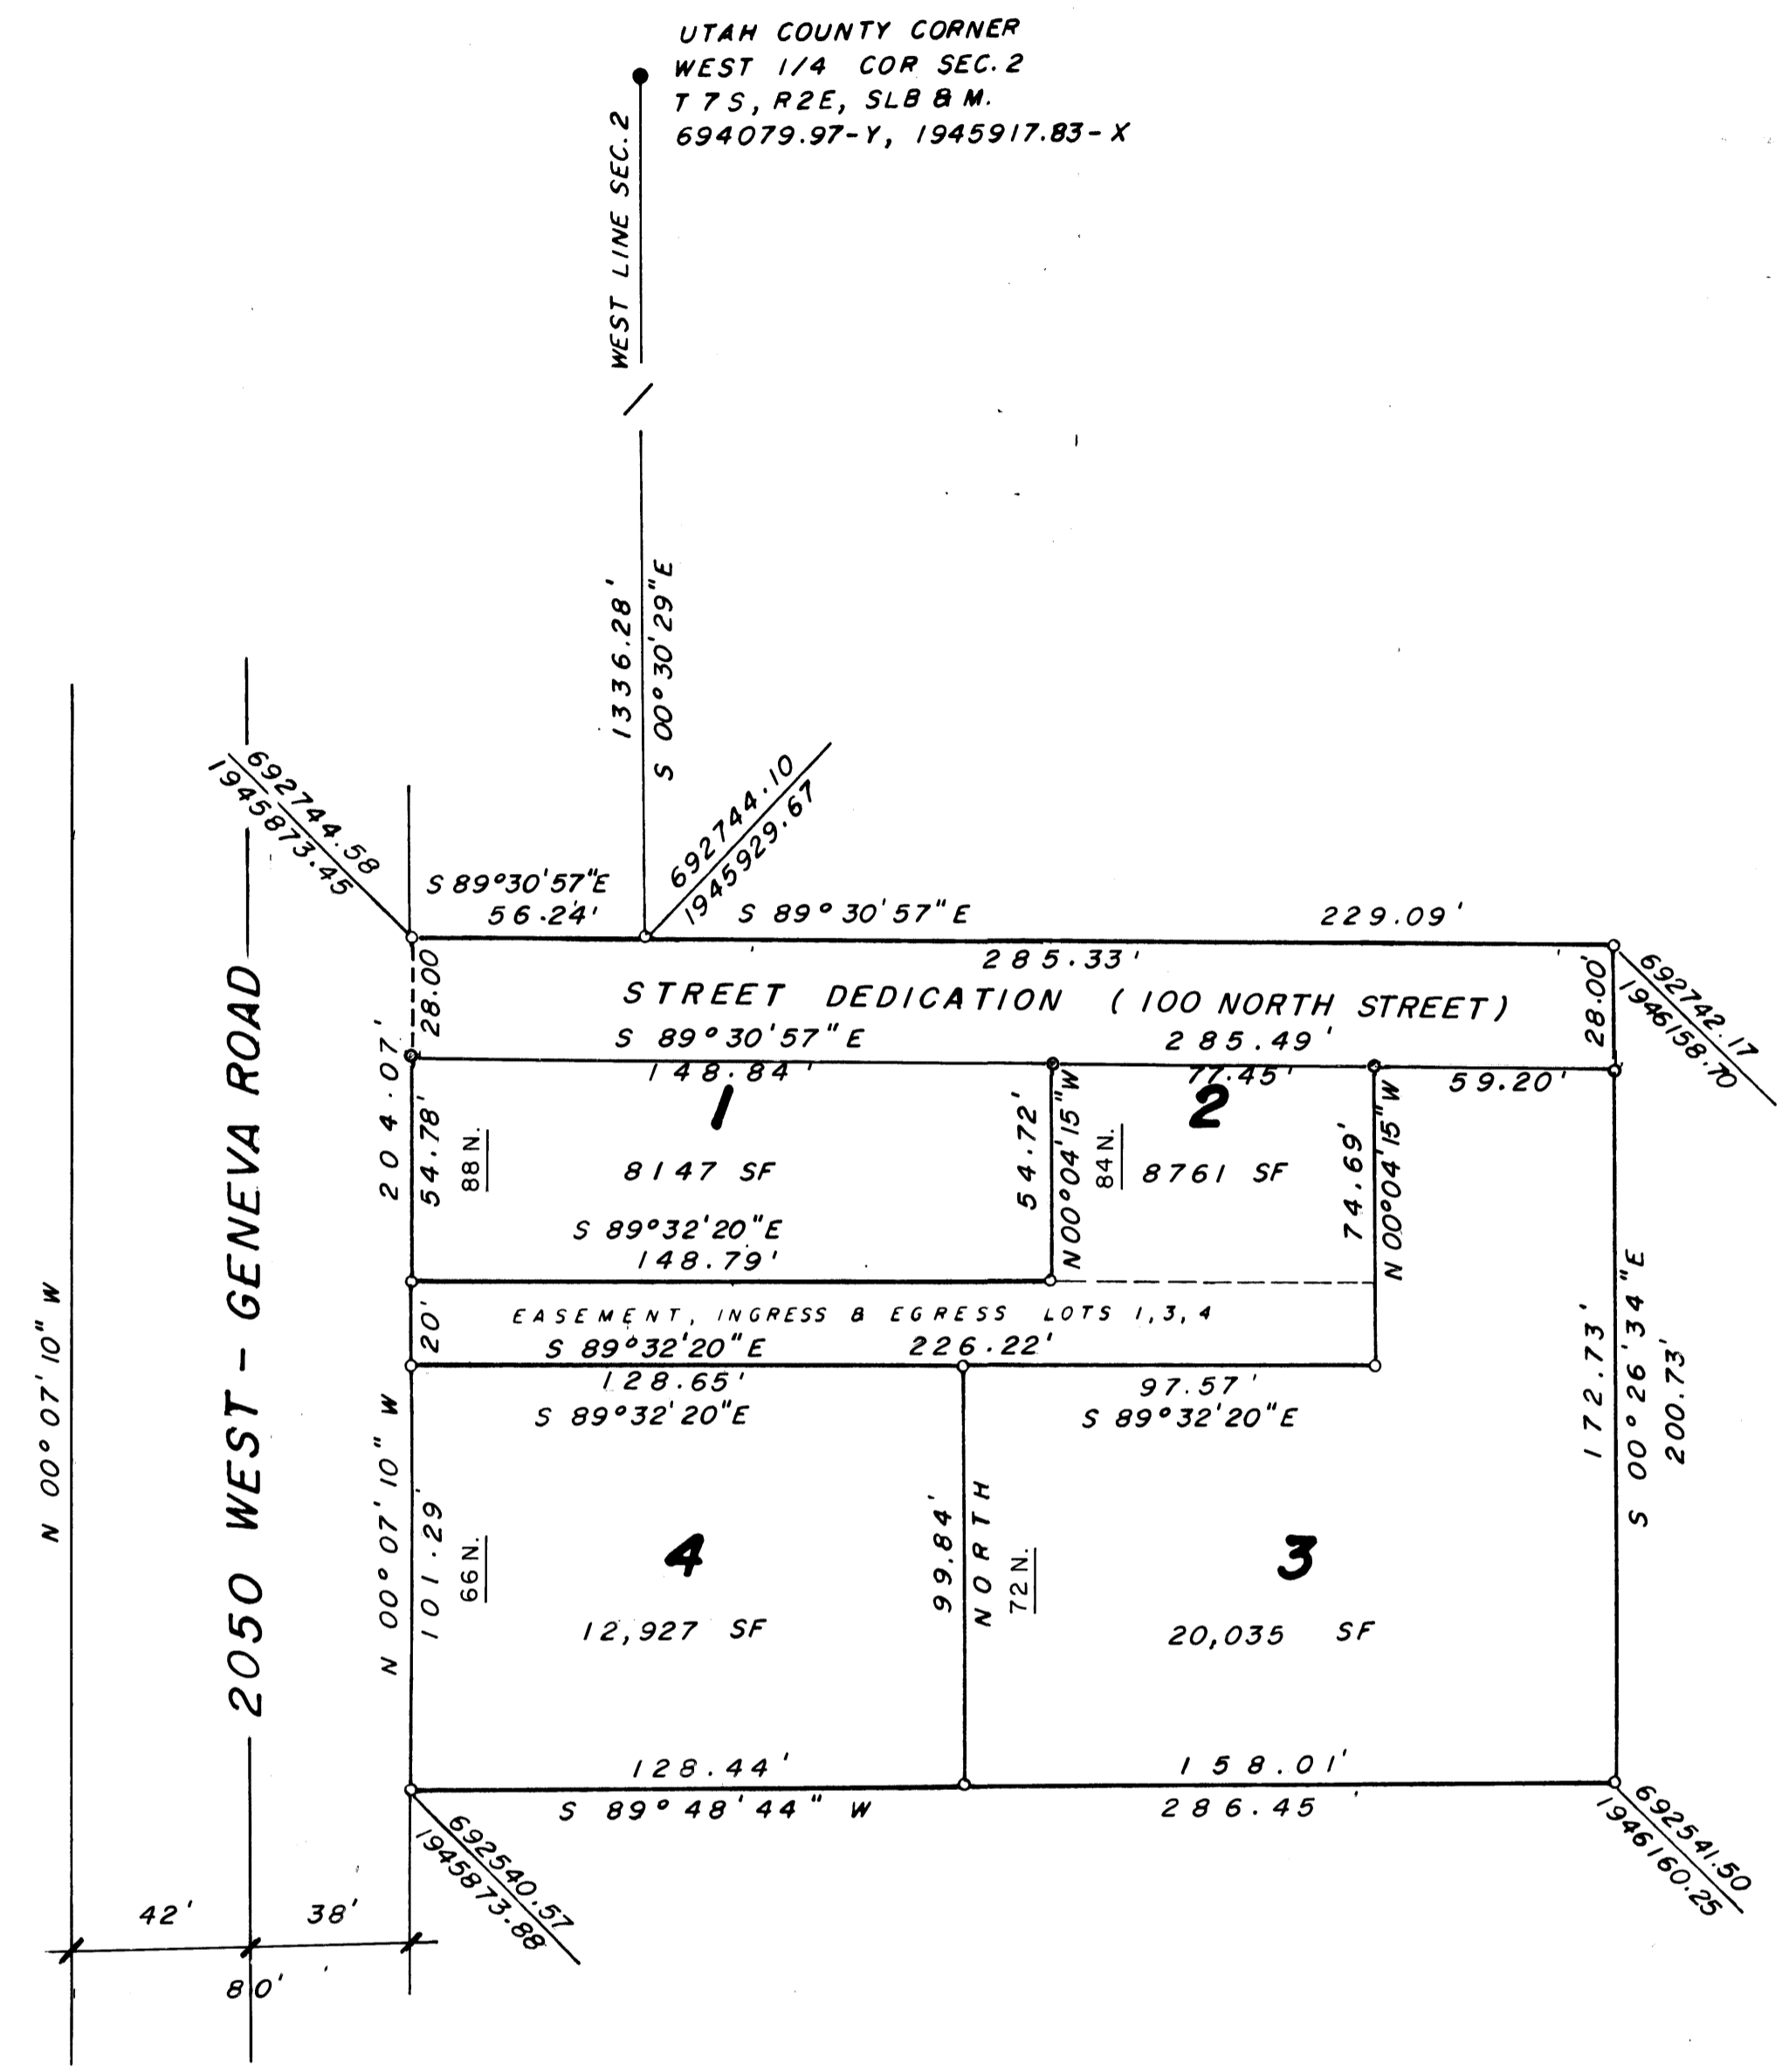 UTAH COUNTY CORNER
WEST 1/4 COR SEC. 2
T 7 S, R2E, SLB & M.
694079.97-Y, 1945917.83-X
WEST LINE SEC. 2
1336.28'
S 00°30'29"E
692744.58
1945873.45
692744.10
1945929.67
S 89°30'57"E
56.24'
S 89°30'57"E
229.09'
285.33'
28.00
STREET DEDICATION (100 NORTH STREET)
28.00'
692742.17
1946158.70
S 89°30'57"E
285.49'
148.84'
77.45'
59.20'
204.07'
54.78'
88 N.
1
8147 SF
54.72'
N 00°04'15"W
84 N.
2
8761 SF
74.69'
N 00°04'15"W
S 89°32'20"E
148.79'
20'
EASEMENT, INGRESS & EGRESS LOTS 1,3,4
S 89°32'20"E
226.22'
128.65'
S 89°32'20"E
97.57'
S 89°32'20"E
172.73'
S 00°26'34"E
200.73'
N 00°07'10" W
2050 WEST - GENEVA ROAD
N 00°07'10" W
101.29'
66 N.
4
12,927 SF
99.84'
NORTH
72 N.
3
20,035 SF
128.44'
158.01'
S 89°48'44" W
286.45'
692540.57
1945873.88
692541.50
1946160.25
42'
38'
80'